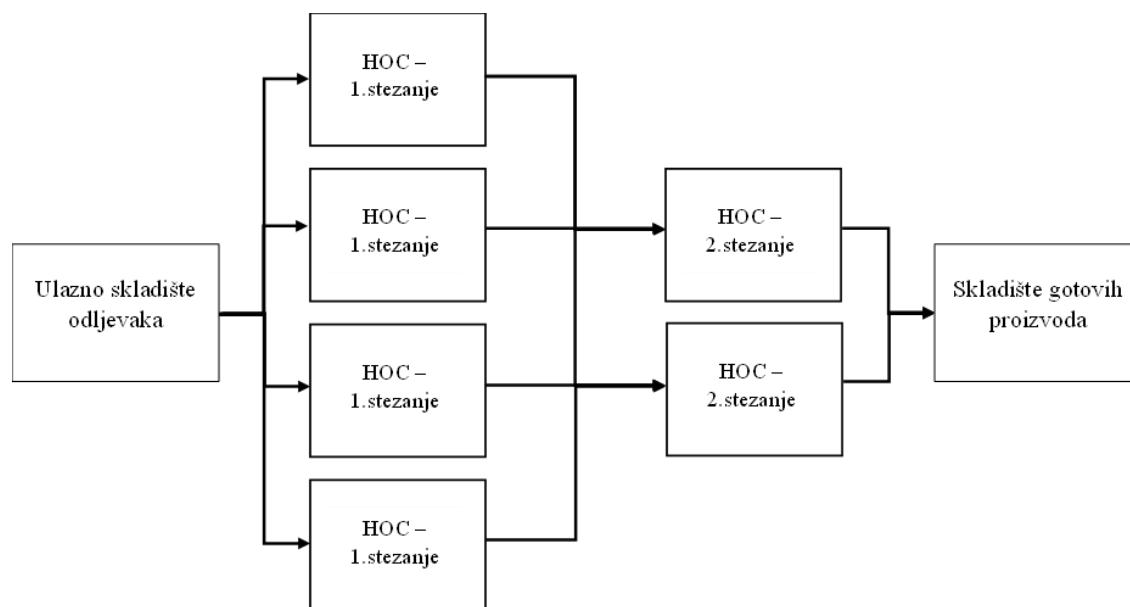 Ulazno skladište
odljevaka
HOC –
1.stezanje
HOC –
1.stezanje
HOC –
1.stezanje
HOC –
1.stezanje
HOC –
2.stezanje
HOC –
2.stezanje
Skladište gotovih
proizvoda